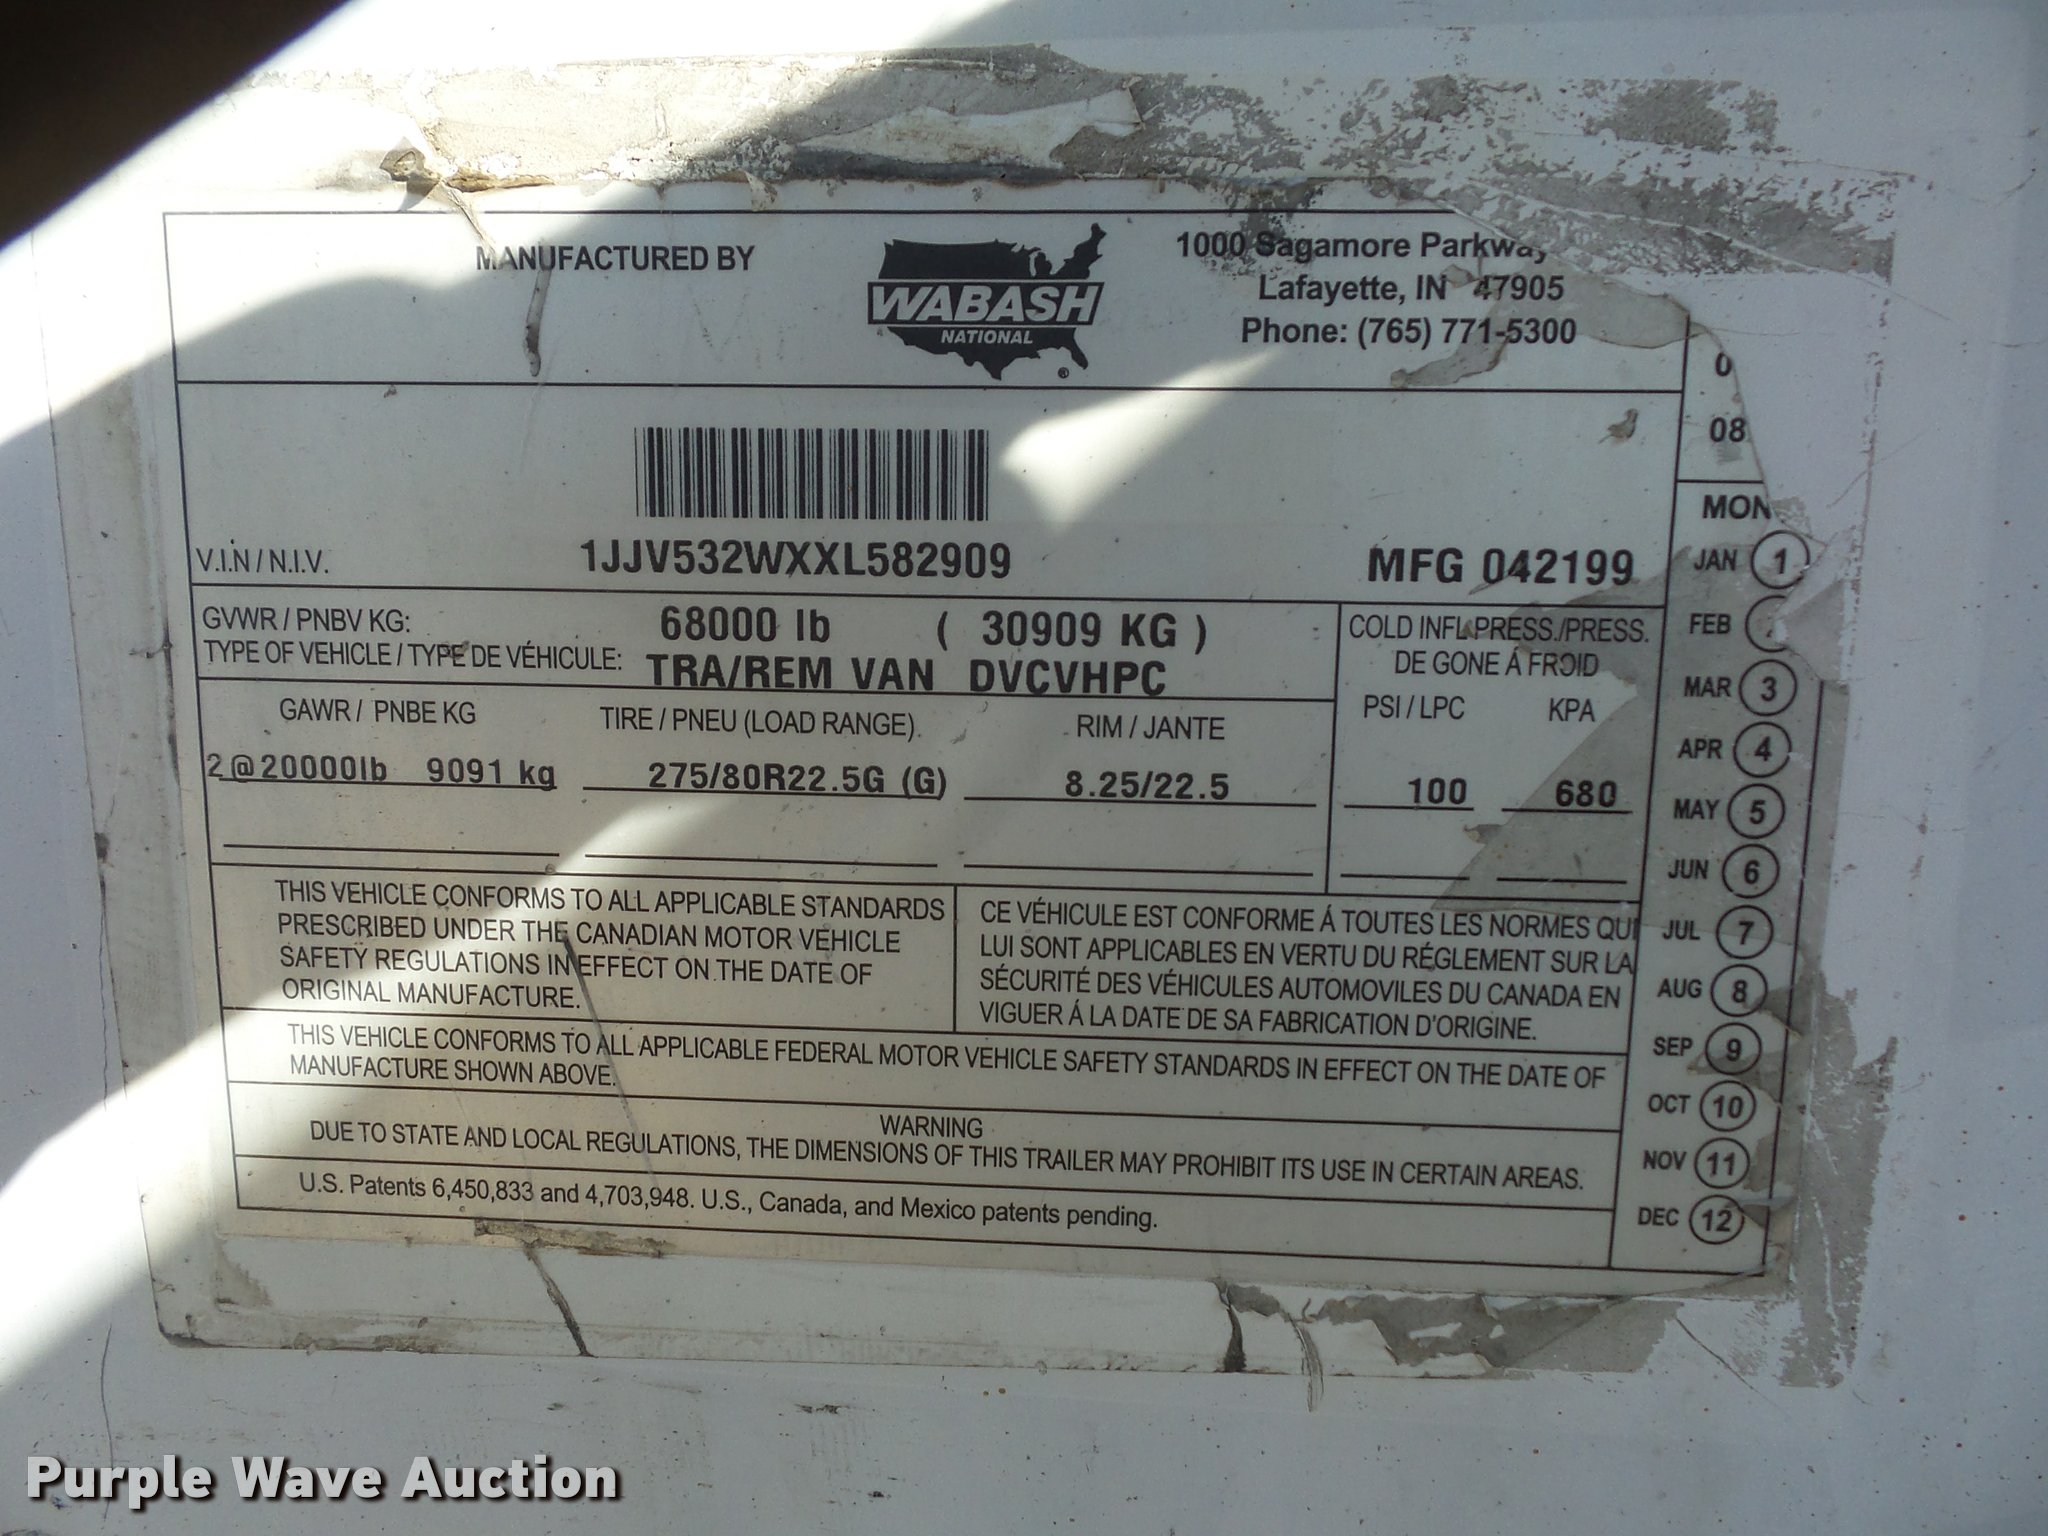 MANUFACTURED BY
WABASH
NATIONAL
®
1000 Sagamore Parkway
Lafayette, IN 47905
Phone: (765) 771-5300
08
V.I.N / N.I.V.
1JJV532WXXL582909
MFG 042199
GVWR / PNBV KG: 68000 lb ( 30909 KG )
TYPE OF VEHICLE / TYPE DE VÉHICULE: TRA/REM VAN DVCVHPC
COLD INFL.PRESS./PRESS.
DE GONE Á FROID
PSI / LPC KPA
GAWR / PNBE KG TIRE / PNEU (LOAD RANGE). RIM / JANTE
2@20000lb 9091 kg 275/80R22.5G (G) 8.25/22.5 100 680
THIS VEHICLE CONFORMS TO ALL APPLICABLE STANDARDS
PRESCRIBED UNDER THE CANADIAN MOTOR VEHICLE
SAFETY REGULATIONS IN EFFECT ON THE DATE OF
ORIGINAL MANUFACTURE.
CE VÉHICULE EST CONFORME Á TOUTES LES NORMES QUI
LUI SONT APPLICABLES EN VERTU DU RÉGLEMENT SUR LA
SÉCURITÉ DES VÉHICULES AUTOMOVILES DU CANADA EN
VIGUER Á LA DATE DE SA FABRICATION D'ORIGINE.
THIS VEHICLE CONFORMS TO ALL APPLICABLE FEDERAL MOTOR VEHICLE SAFETY STANDARDS IN EFFECT ON THE DATE OF
MANUFACTURE SHOWN ABOVE.
WARNING
DUE TO STATE AND LOCAL REGULATIONS, THE DIMENSIONS OF THIS TRAILER MAY PROHIBIT ITS USE IN CERTAIN AREAS.
U.S. Patents 6,450,833 and 4,703,948. U.S., Canada, and Mexico patents pending.
MON
JAN 1
FEB
MAR 3
APR 4
MAY 5
JUN 6
JUL 7
AUG 8
SEP 9
OCT 10
NOV 11
DEC 12
Purple Wave Auction